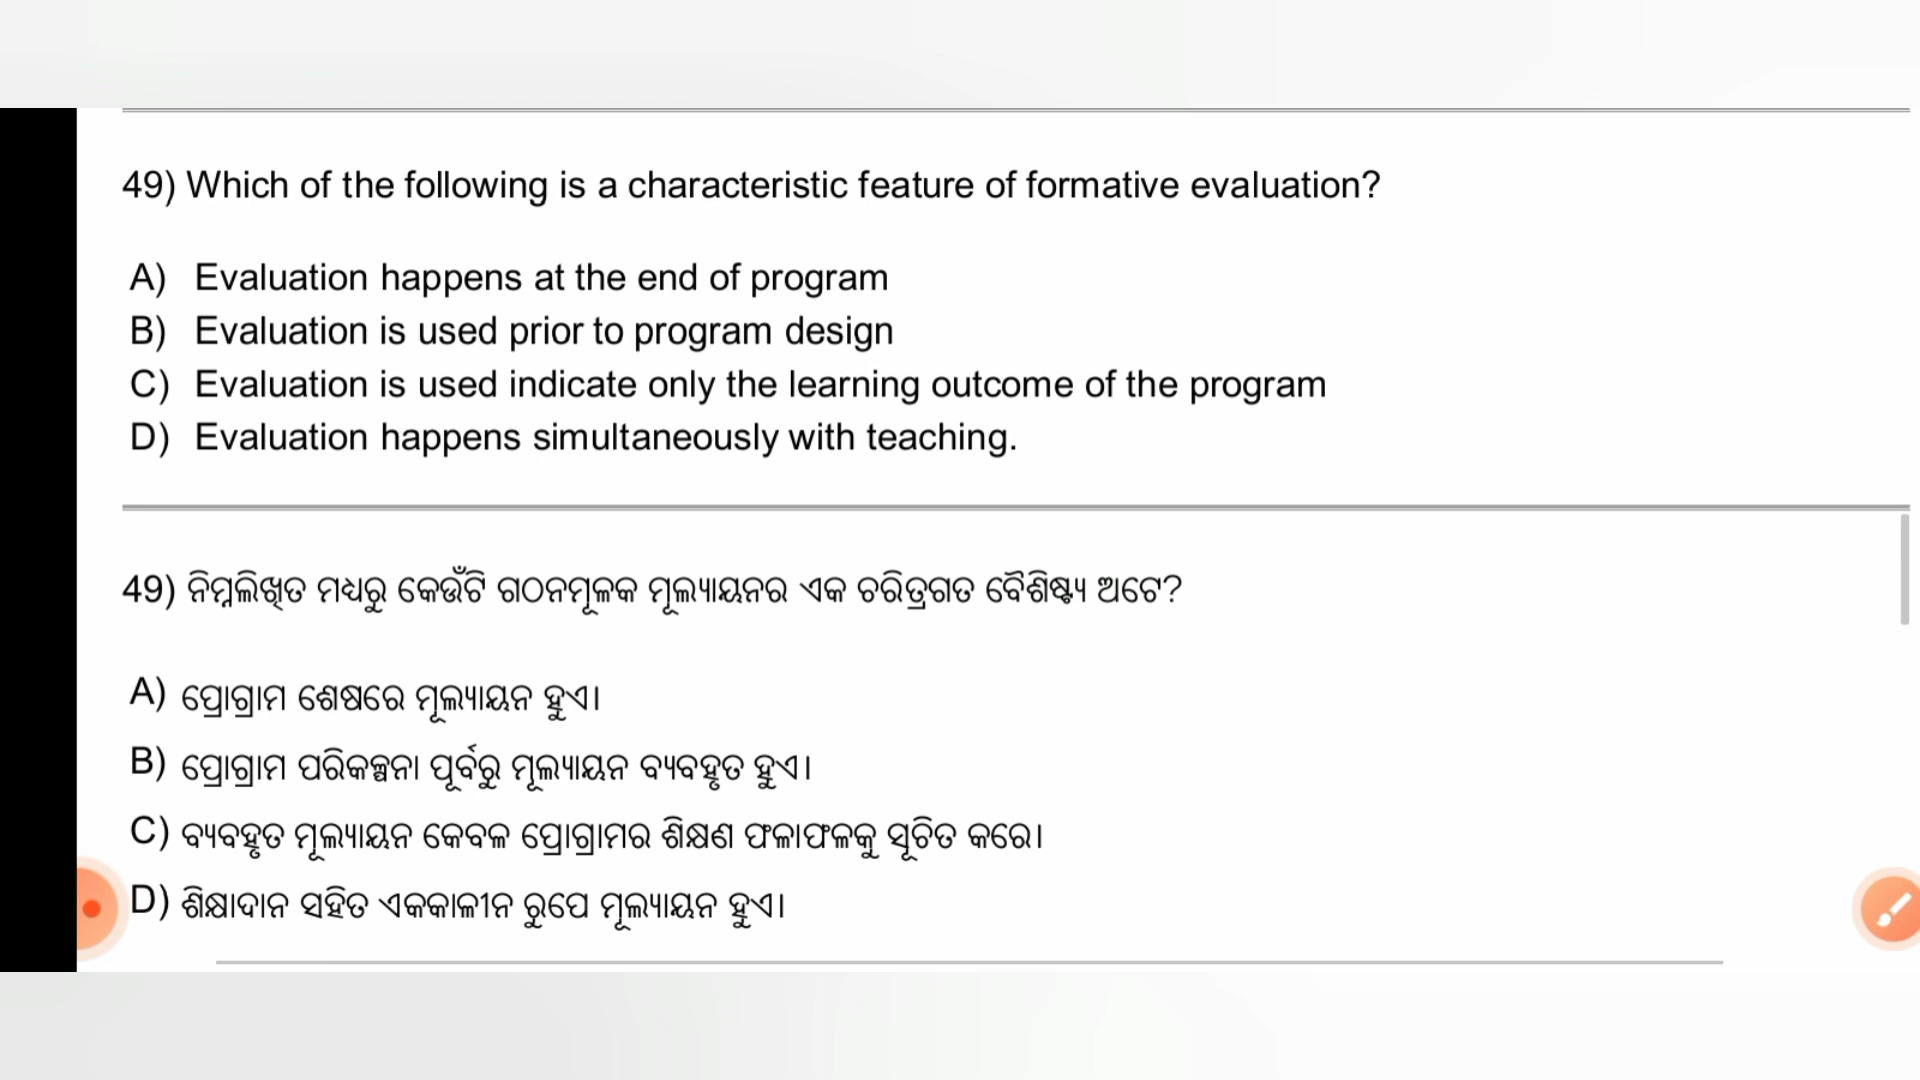 49) Which of the following is a characteristic feature of formative evaluation?
A) Evaluation happens at the end of program
B) Evaluation is used prior to program design
C) Evaluation is used indicate only the learning outcome of the program
D) Evaluation happens simultaneously with teaching.
49) ନିମ୍ନଲିଖିତ ମଧ୍ଯରୁ କେଉଁଟି ଗଠନମୂଳକ ମୂଲ୍ୟାୟନର ଏକ ଚରିତ୍ରଗତ ବୈଶିଷ୍ଟ୍ୟ ଅଟେ?
A) ପ୍ରୋଗ୍ରାମ ଶେଷରେ ମୂଲ୍ୟାୟନ ହୁଏ।
B) ପ୍ରୋଗ୍ରାମ ପରିକଳ୍ପନା ପୂର୍ବରୁ ମୂଲ୍ୟାୟନ ବ୍ୟବହୃତ ହୁଏ।
C) ବ୍ୟବହୃତ ମୂଲ୍ୟାୟନ କେବଳ ପ୍ରୋଗ୍ରାମର ଶିକ୍ଷଣ ଫଳାଫଳକୁ ସୂଚିତ କରେ।
D) ଶିକ୍ଷାଦାନ ସହିତ ଏକକାଳୀନ ରୁପେ ମୂଲ୍ୟାୟନ ହୁଏ।